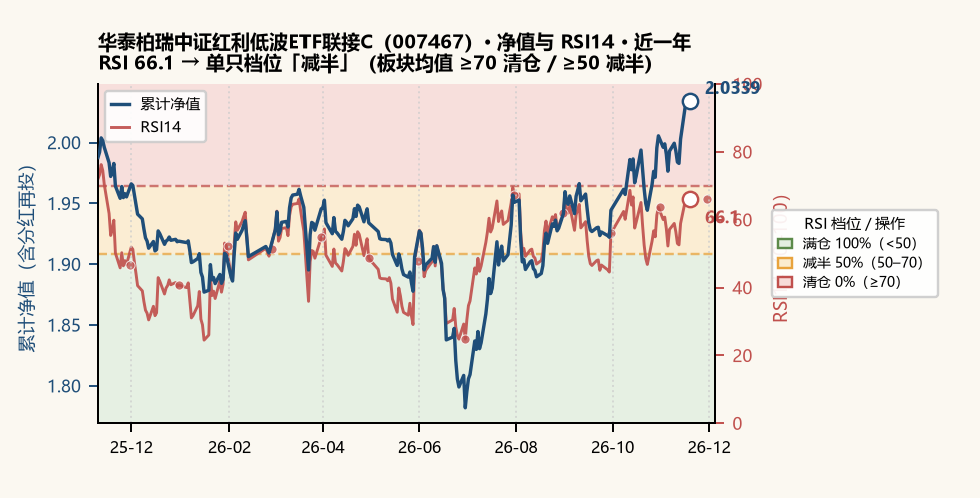 华泰柏瑞中证红利低波ETF联接C（007467）·净值与 RSI14·近一年
RSI 66.1 → 单只档位「减半」（板块均值 ≥70 清仓 / ≥50 减半）
累计净值
RSI14
2.0339
累计净值（含分红再投）
2.00
1.95
1.90
1.85
1.80
100
80
60
40
20
0
66.1
RSI 档位 / 操作
满仓 100%（<50）
减半 50%（50–70）
清仓 0%（≥70）
25-12
26-02
26-04
26-06
26-08
26-10
26-12